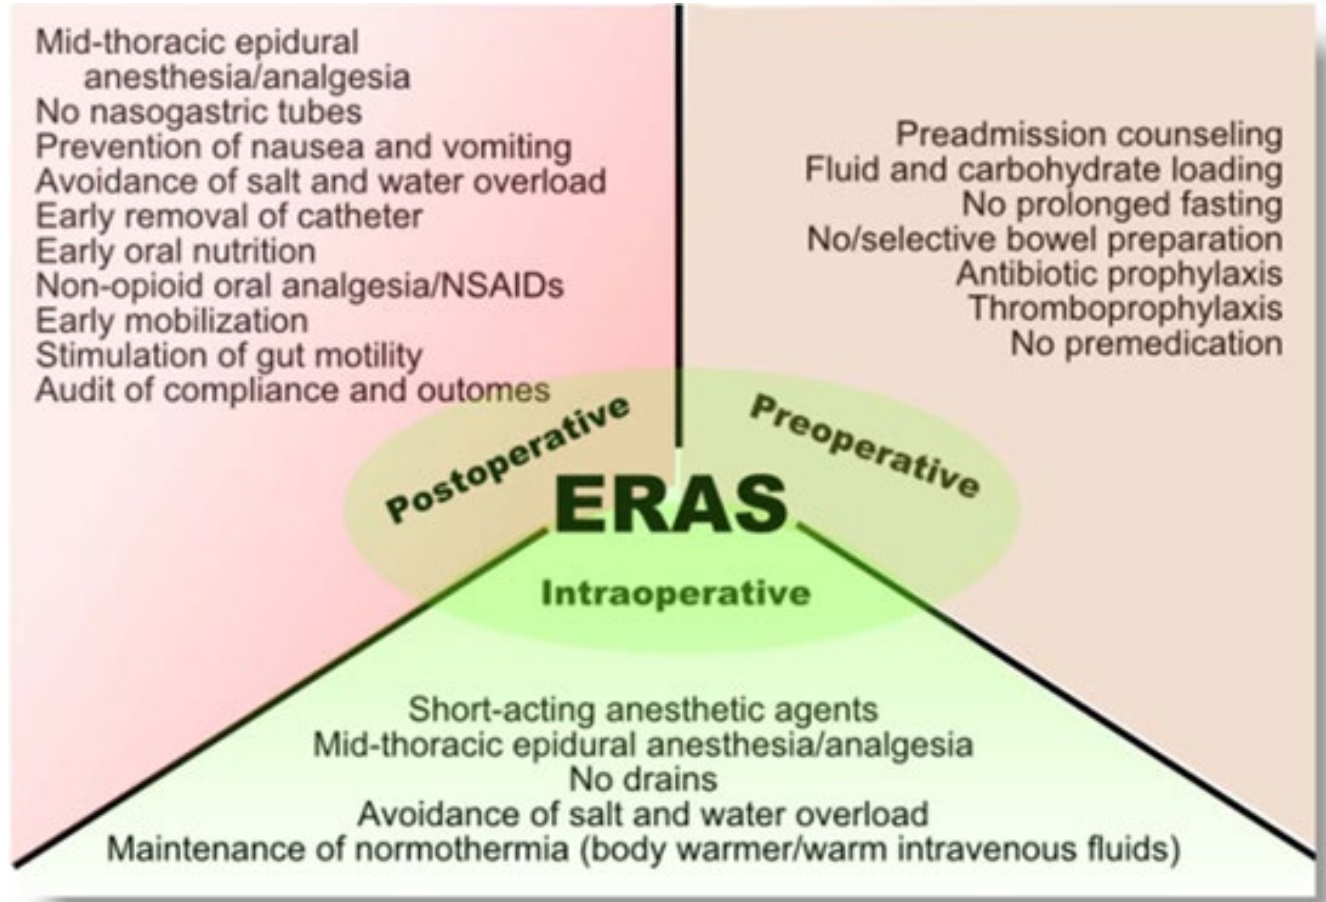 Mid-thoracic epidural
anesthesia/analgesia
No nasogastric tubes
Prevention of nausea and vomiting
Avoidance of salt and water overload
Early removal of catheter
Early oral nutrition
Non-opioid oral analgesia/NSAIDs
Early mobilization
Stimulation of gut motility
Audit of compliance and outomes
Preadmission counseling
Fluid and carbohydrate loading
No prolonged fasting
No/selective bowel preparation
Antibiotic prophylaxis
Thromboprophylaxis
No premedication
Postoperative
Preoperative
ERAS
Intraoperative
Short-acting anesthetic agents
Mid-thoracic epidural anesthesia/analgesia
No drains
Avoidance of salt and water overload
Maintenance of normothermia (body warmer/warm intravenous fluids)